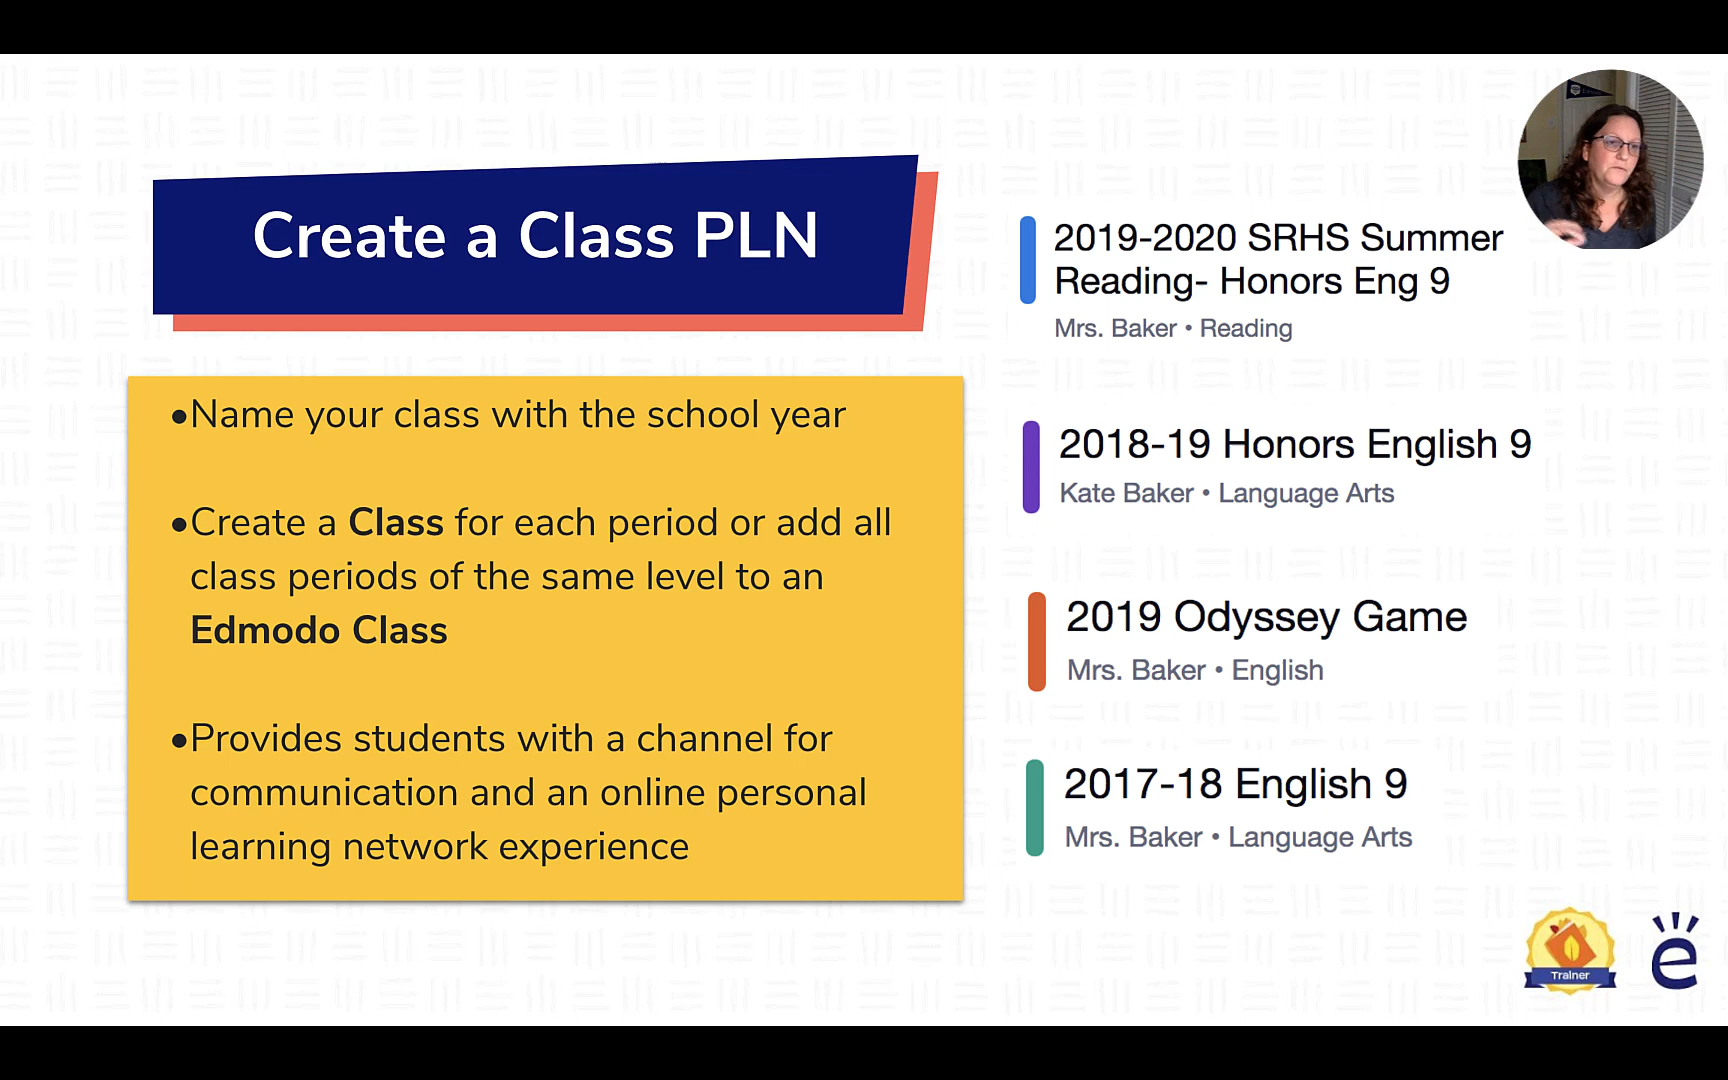 Create a Class PLN
•Name your class with the school year
•Create a Class for each period or add all
class periods of the same level to an
Edmodo Class
•Provides students with a channel for
communication and an online personal
learning network experience
2019-2020 SRHS Summer
Reading- Honors Eng 9
Mrs. Baker • Reading
2018-19 Honors English 9
Kate Baker • Language Arts
2019 Odyssey Game
Mrs. Baker • English
2017-18 English 9
Mrs. Baker • Language Arts
Trainer
e